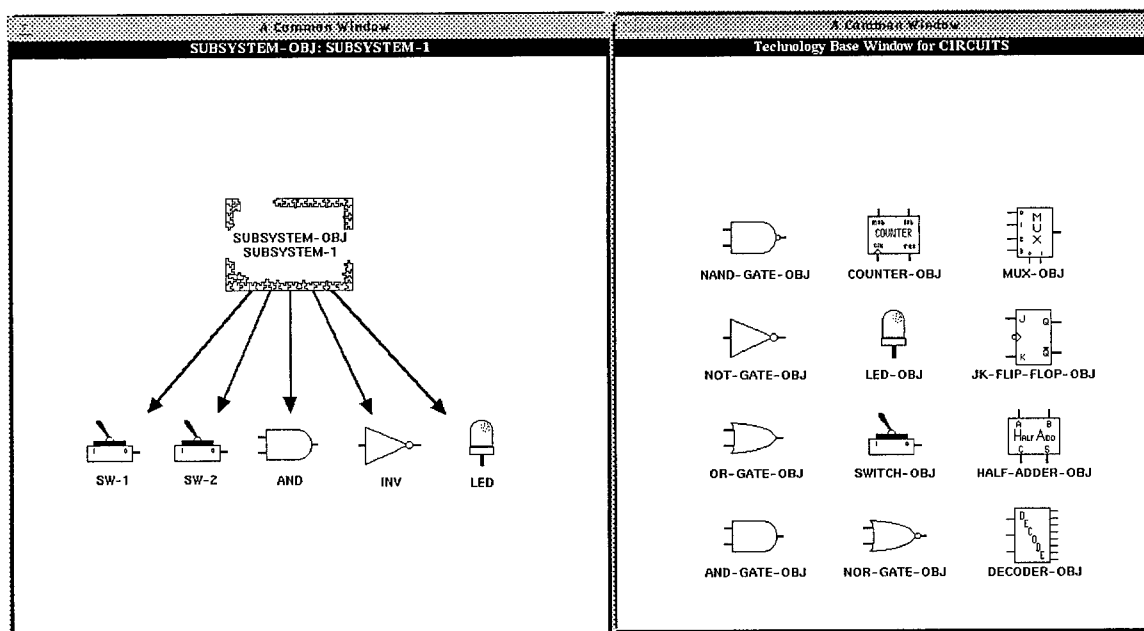 A Common Window
SUBSYSTEM-OBJ: SUBSYSTEM-1
SUBSYSTEM-OBJ
SUBSYSTEM-1
SW-1 SW-2 AND INV LED
A Common Window
Technology Base Window for CIRCUITS
COUNTER
NAND-GATE-OBJ COUNTER-OBJ MUX-OBJ
MUX
J Q
K Q̅
NOT-GATE-OBJ LED-OBJ JK-FLIP-FLOP-OBJ
A B
HALF ADD
C S
OR-GATE-OBJ SWITCH-OBJ HALF-ADDER-OBJ
DECODE
AND-GATE-OBJ NOR-GATE-OBJ DECODER-OBJ